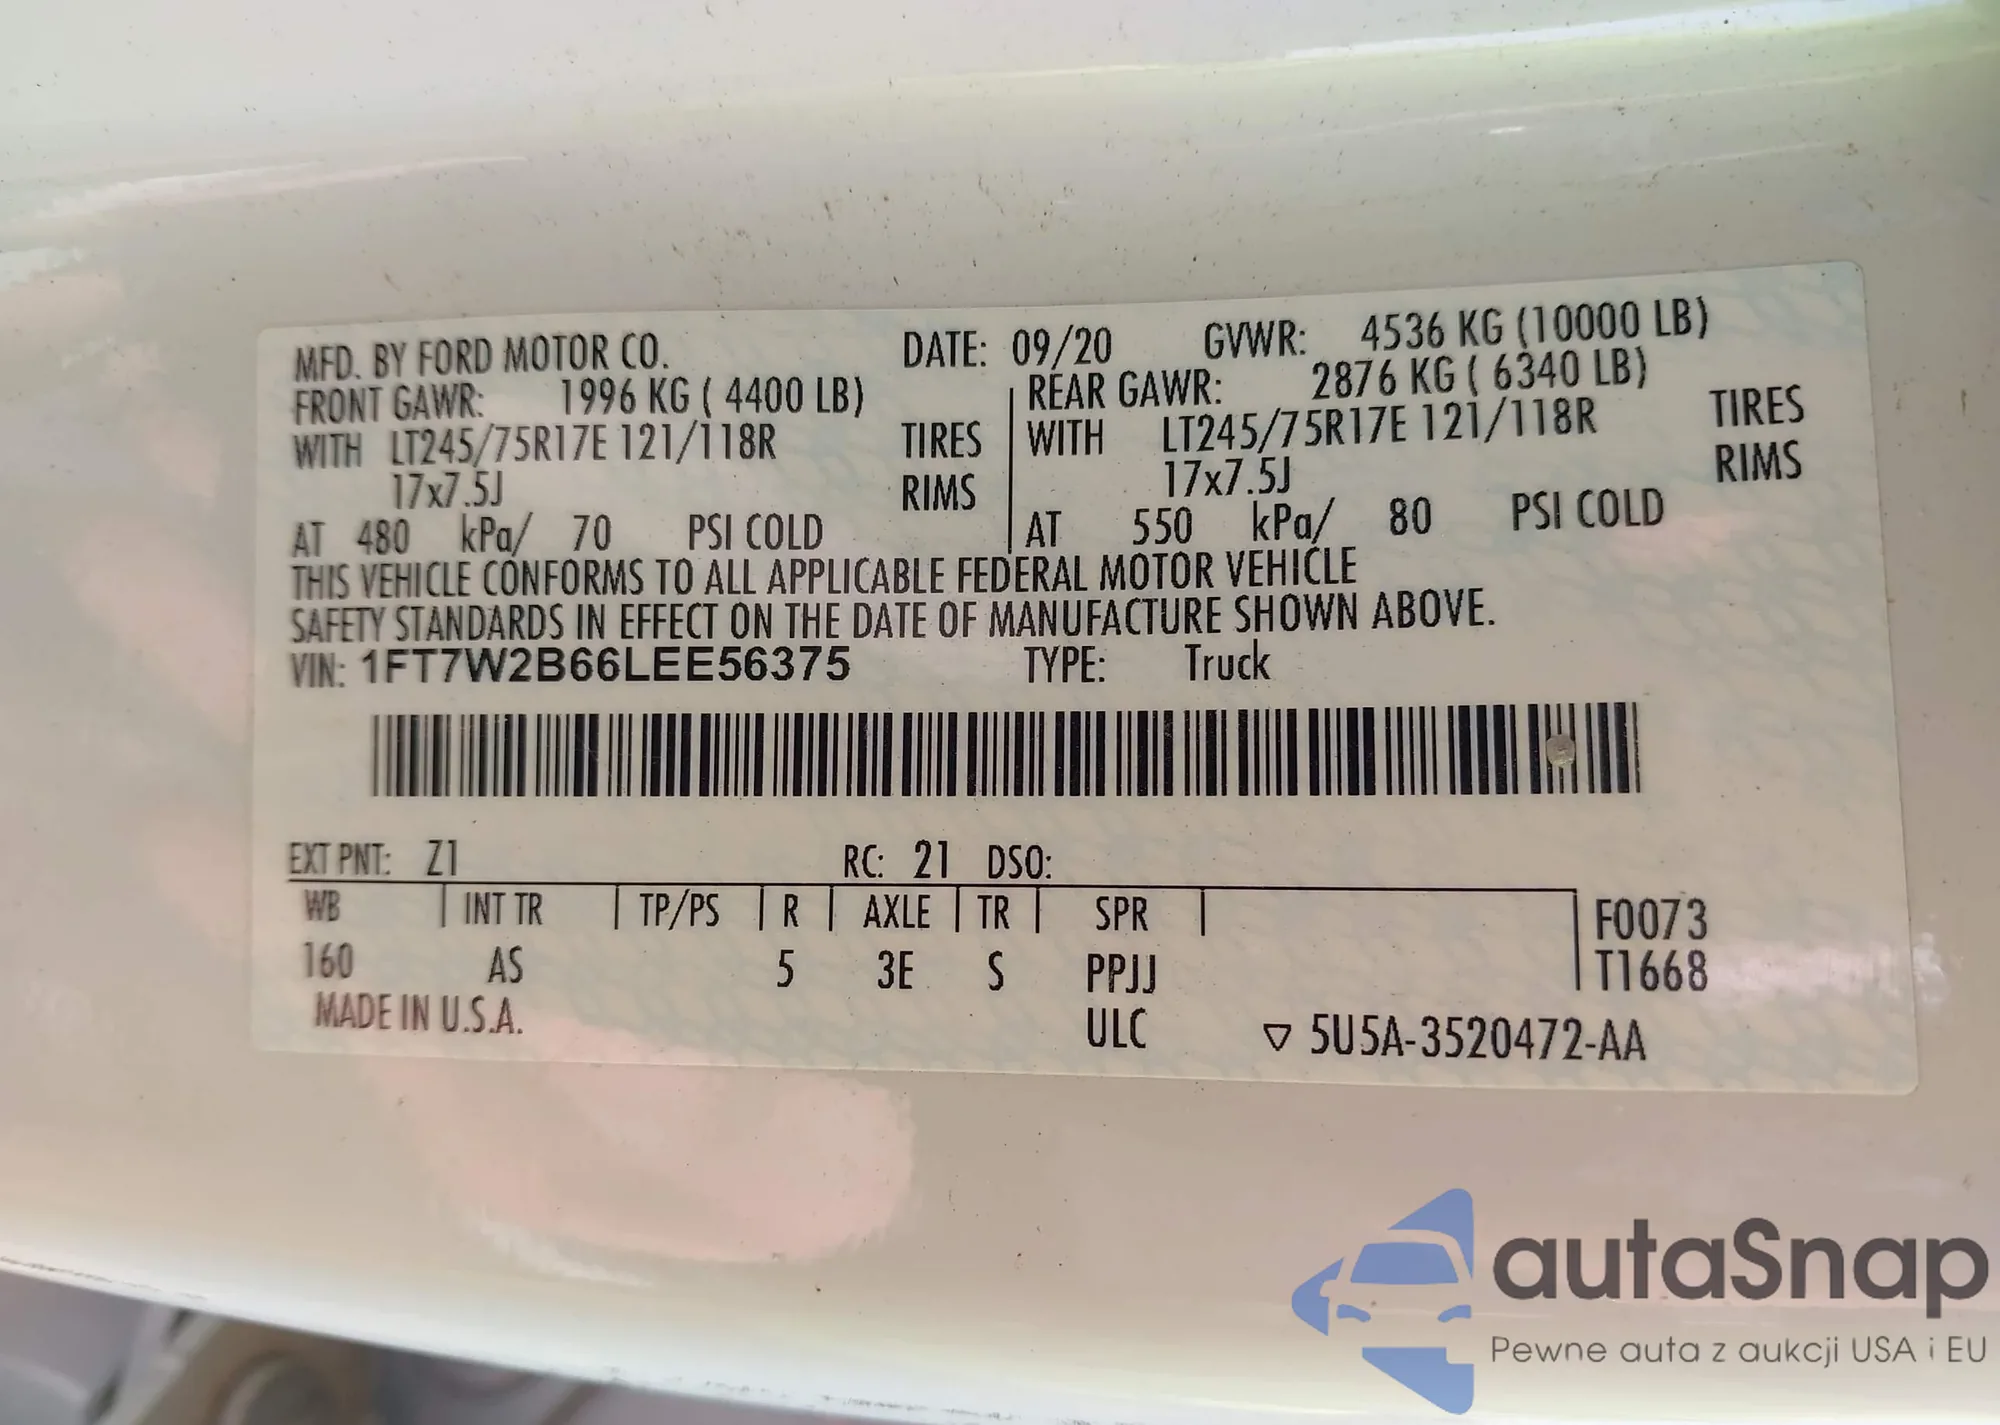 MFD. BY FORD MOTOR CO. DATE: 09/20 GVWR: 4536 KG (10000 LB)
FRONT GAWR: 1996 KG ( 4400 LB) REAR GAWR: 2876 KG ( 6340 LB)
WITH LT245/75R17E 121/118R TIRES WITH LT245/75R17E 121/118R TIRES
17x7.5J RIMS 17x7.5J RIMS
AT 480 kPa/ 70 PSI COLD AT 550 kPa/ 80 PSI COLD
THIS VEHICLE CONFORMS TO ALL APPLICABLE FEDERAL MOTOR VEHICLE
SAFETY STANDARDS IN EFFECT ON THE DATE OF MANUFACTURE SHOWN ABOVE.
VIN: 1FT7W2B66LEE56375 TYPE: Truck
EXT PNT: Z1 RC: 21 DSO:
WB INT TR TP/PS R AXLE TR SPR F0073
160 AS 5 3E S PPJJ T1668
MADE IN U.S.A. ULC ▽ 5U5A-3520472-AA
autaSnap
Pewne auta z aukcji USA i EU